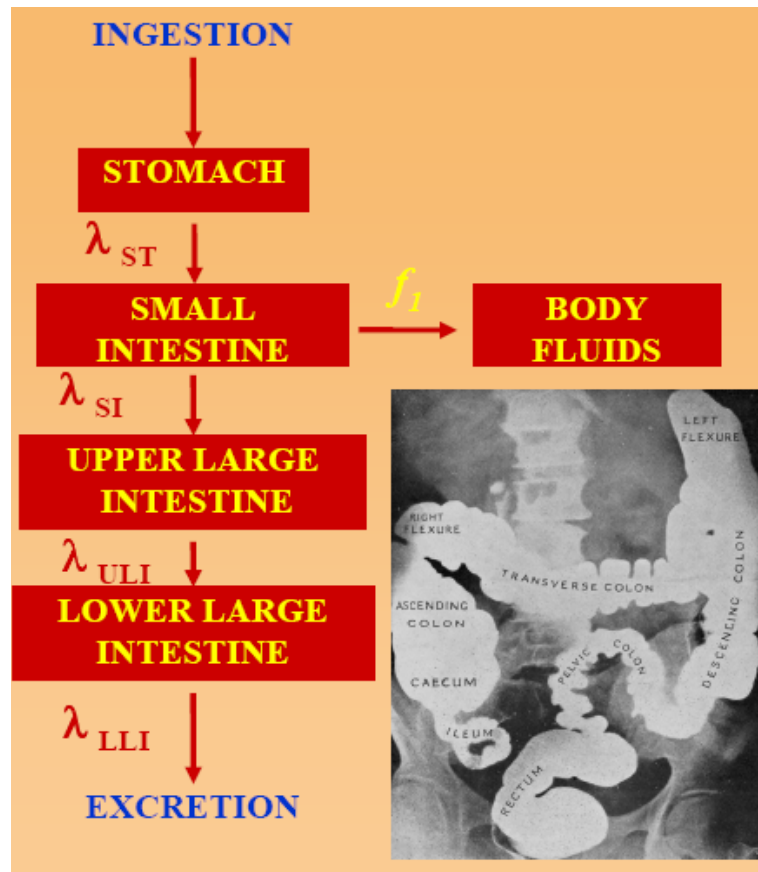 INGESTION
STOMACH
λ ST
SMALL
INTESTINE
f1
BODY
FLUIDS
λ SI
UPPER LARGE
INTESTINE
λ ULI
LOWER LARGE
INTESTINE
λ LLI
EXCRETION
LEFT
FLEXURE
RIGHT
FLEXURE
TRANSVERSE COLON
DESCENDING COLON
ASCENDING
COLON
PELVIC COLON
CAECUM
ILEUM
RECTUM